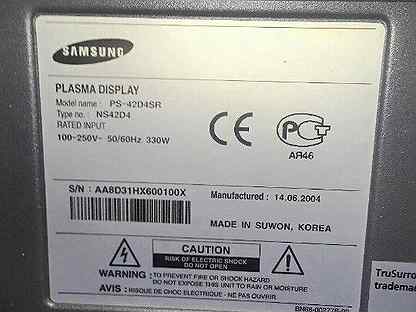 SAMSUNG
PLASMA DISPLAY
Model name : PS-42D4SR
Type no. : NS42D4
RATED INPUT
100-250V~ 50/60Hz 330W
CE
PCT
АЯ46
S/N : AA8D31HX600100X
Manufactured : 14.06.2004
MADE IN SUWON, KOREA
CAUTION
RISK OF ELECTRIC SHOCK
DO NOT OPEN
WARNING : TO PREVENT FIRE OR SHOCK HAZARD
DO NOT EXPOSE THIS UNIT TO RAIN OR MOISTURE
AVIS : RISQUE DE CHOC ELECTRIQUE - NE PAS OUVRIR
TruSurro
trademar